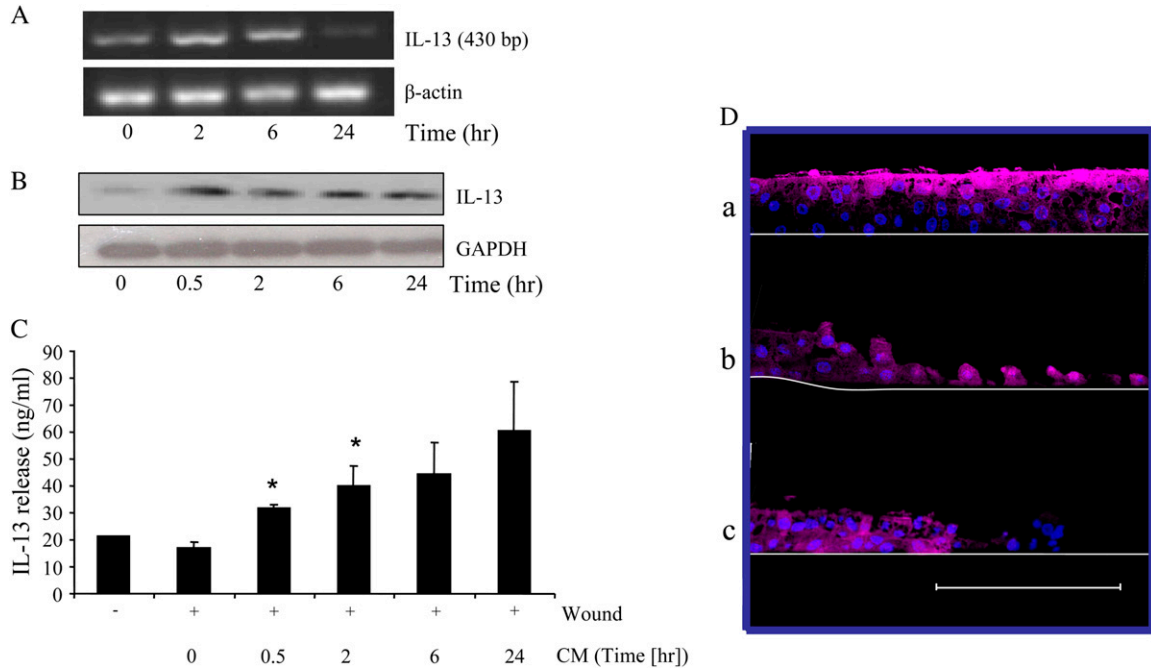 A
IL-13 (430 bp)
β-actin
0 2 6 24 Time (hr)
B
IL-13
GAPDH
0 0.5 2 6 24 Time (hr)
C
IL-13 release (ng/ml)
90
80
70
60
50
40
30
20
10
0
* *
- + + + + + Wound
0 0.5 2 6 24 CM (Time [hr])
D
a
b
c